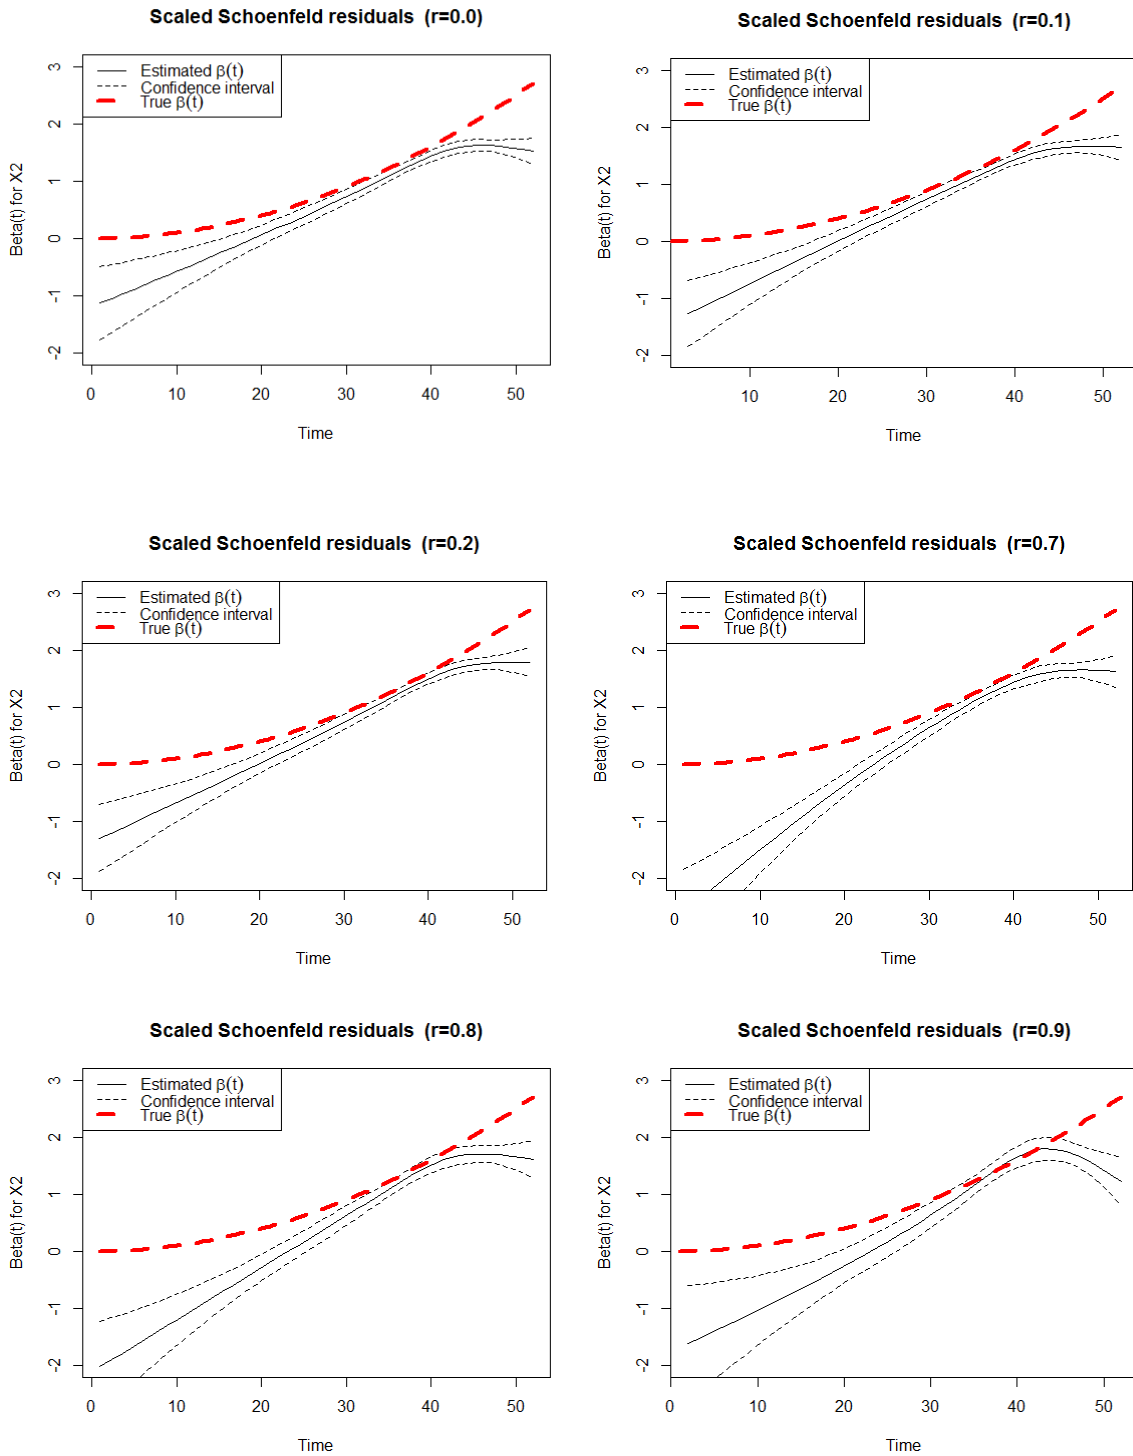 Scaled Schoenfeld residuals (r=0.0)
Estimated β(t)
Confidence interval
True β(t)
Beta(t) for X2
3
2
1
0
-1
-2
0 10 20 30 40 50
Time
Scaled Schoenfeld residuals (r=0.1)
Estimated β(t)
Confidence interval
True β(t)
Beta(t) for X2
3
2
1
0
-1
-2
10 20 30 40 50
Time
Scaled Schoenfeld residuals (r=0.2)
Estimated β(t)
Confidence interval
True β(t)
Beta(t) for X2
3
2
1
0
-1
-2
0 10 20 30 40 50
Time
Scaled Schoenfeld residuals (r=0.7)
Estimated β(t)
Confidence interval
True β(t)
Beta(t) for X2
3
2
1
0
-1
-2
0 10 20 30 40 50
Time
Scaled Schoenfeld residuals (r=0.8)
Estimated β(t)
Confidence interval
True β(t)
Beta(t) for X2
3
2
1
0
-1
-2
0 10 20 30 40 50
Time
Scaled Schoenfeld residuals (r=0.9)
Estimated β(t)
Confidence interval
True β(t)
Beta(t) for X2
3
2
1
0
-1
-2
0 10 20 30 40 50
Time